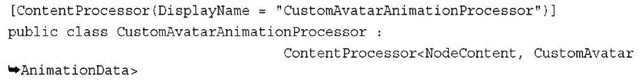 [ContentProcessor(DisplayName = "CustomAvatarAnimationProcessor")]
public class CustomAvatarAnimationProcessor :
ContentProcessor<NodeContent, CustomAvatar
➥AnimationData>